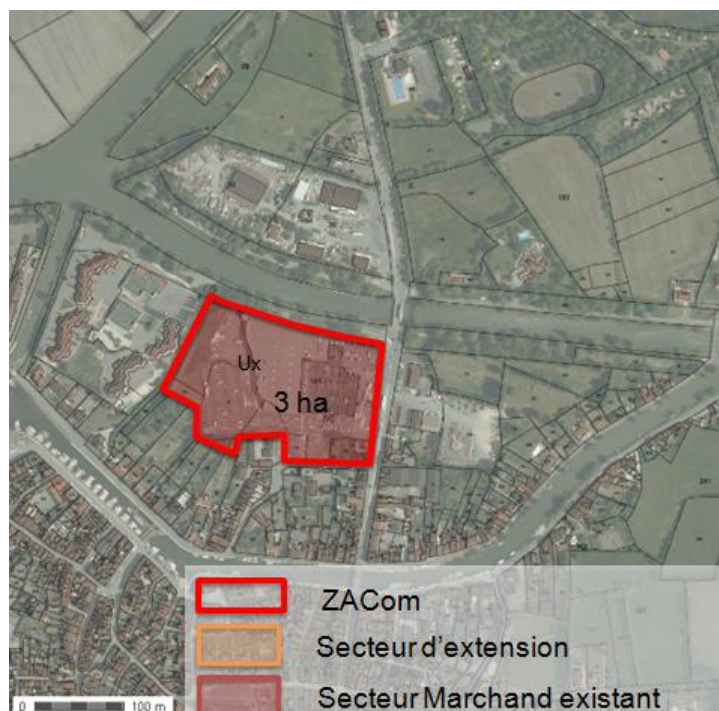 Ux
3 ha
ZACom
Secteur d'extension
Secteur Marchand existant
0 100 m